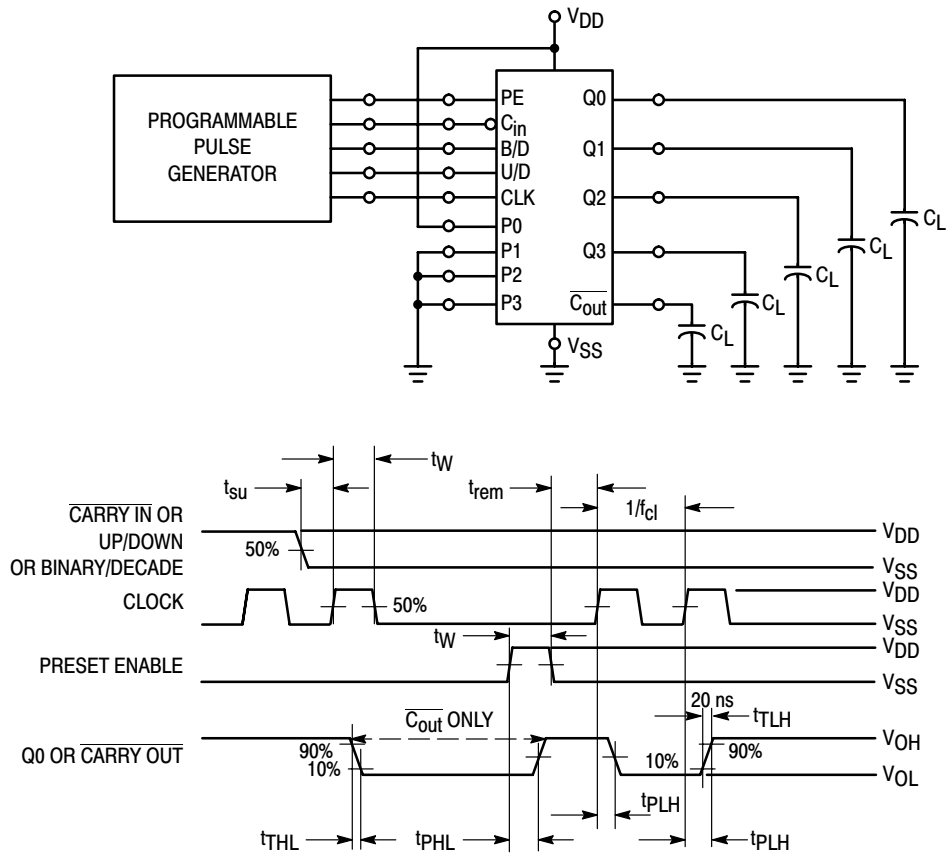 VDD
PROGRAMMABLE
PULSE
GENERATOR
PE
Cin
B/D
U/D
CLK
P0
P1
P2
P3
Q0
Q1
Q2
Q3
Cout
VSS
CL
CL
CL
CL
CL
tW
tsu
trem
1/fcl
CARRY IN OR
UP/DOWN
OR BINARY/DECADE
50%
VDD
VSS
CLOCK
50%
VDD
VSS
tW
PRESET ENABLE
VDD
VSS
20 ns
tTLH
Cout ONLY
Q0 OR CARRY OUT
90%
10%
10%
90%
VOH
VOL
tPLH
tTHL
tPHL
tPLH